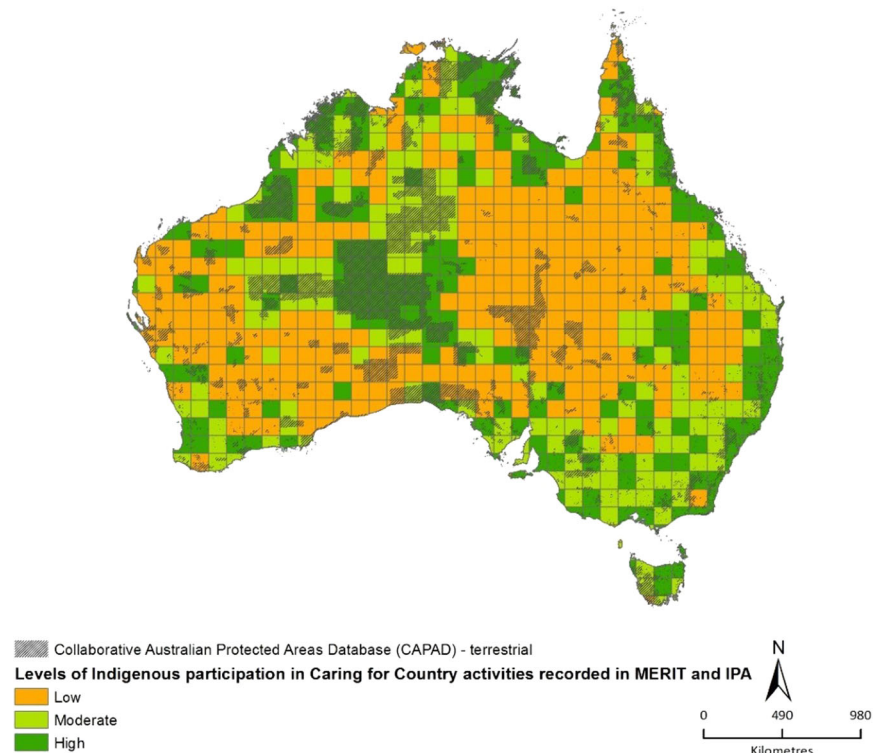 Collaborative Australian Protected Areas Database (CAPAD) - terrestrial
Levels of Indigenous participation in Caring for Country activities recorded in MERIT and IPA
Low
Moderate
High
N
0 490 980
Kilometres